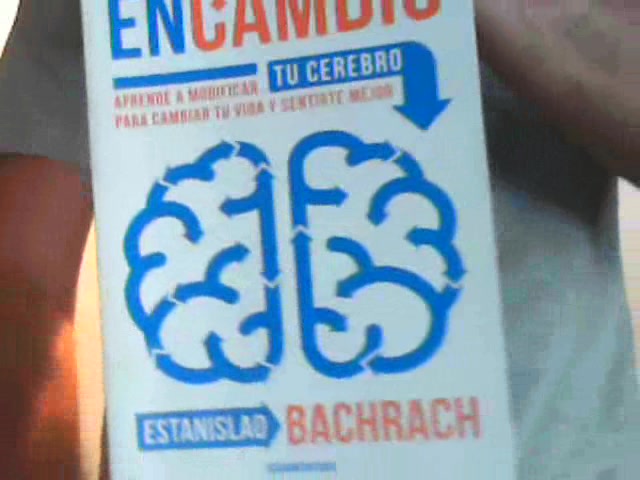 ENCAMBIO
APRENDE A MODIFICAR TU CEREBRO
PARA CAMBIAR TU VIDA Y SENTIRTE MEJOR
ESTANISLAO BACHRACH